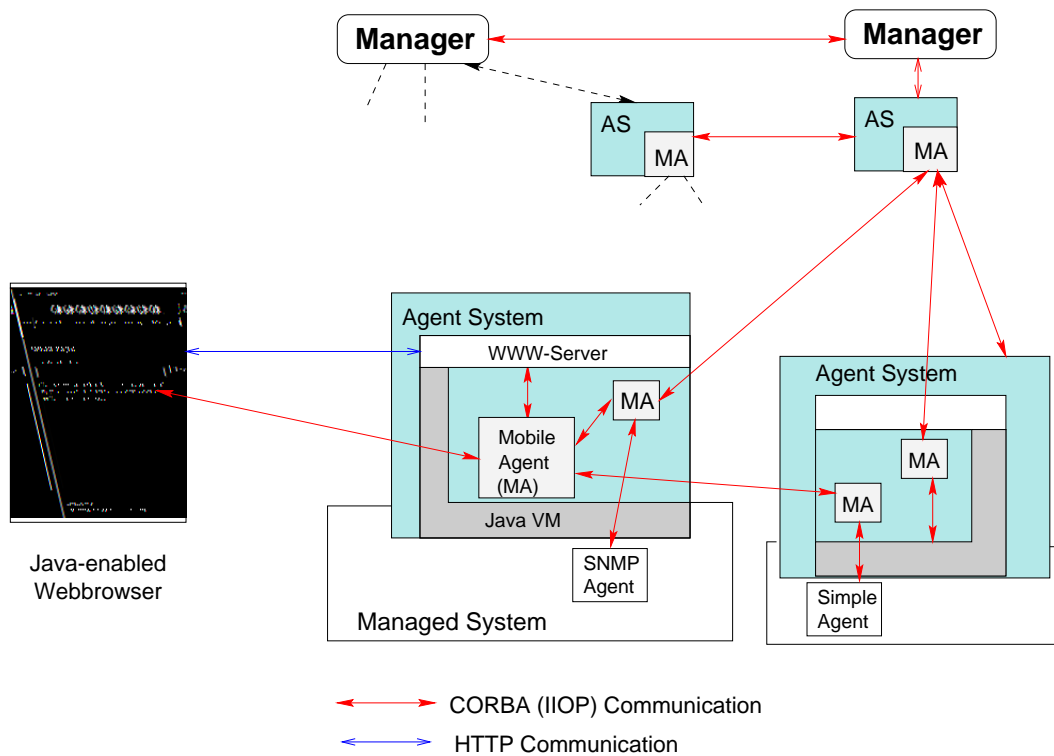 Manager
Manager
AS
MA
AS
MA
Agent System
WWW-Server
MA
Mobile
Agent
(MA)
Java VM
SNMP
Agent
Managed System
Agent System
MA
MA
Simple
Agent
Java-enabled
Webbrowser
CORBA (IIOP) Communication
HTTP Communication